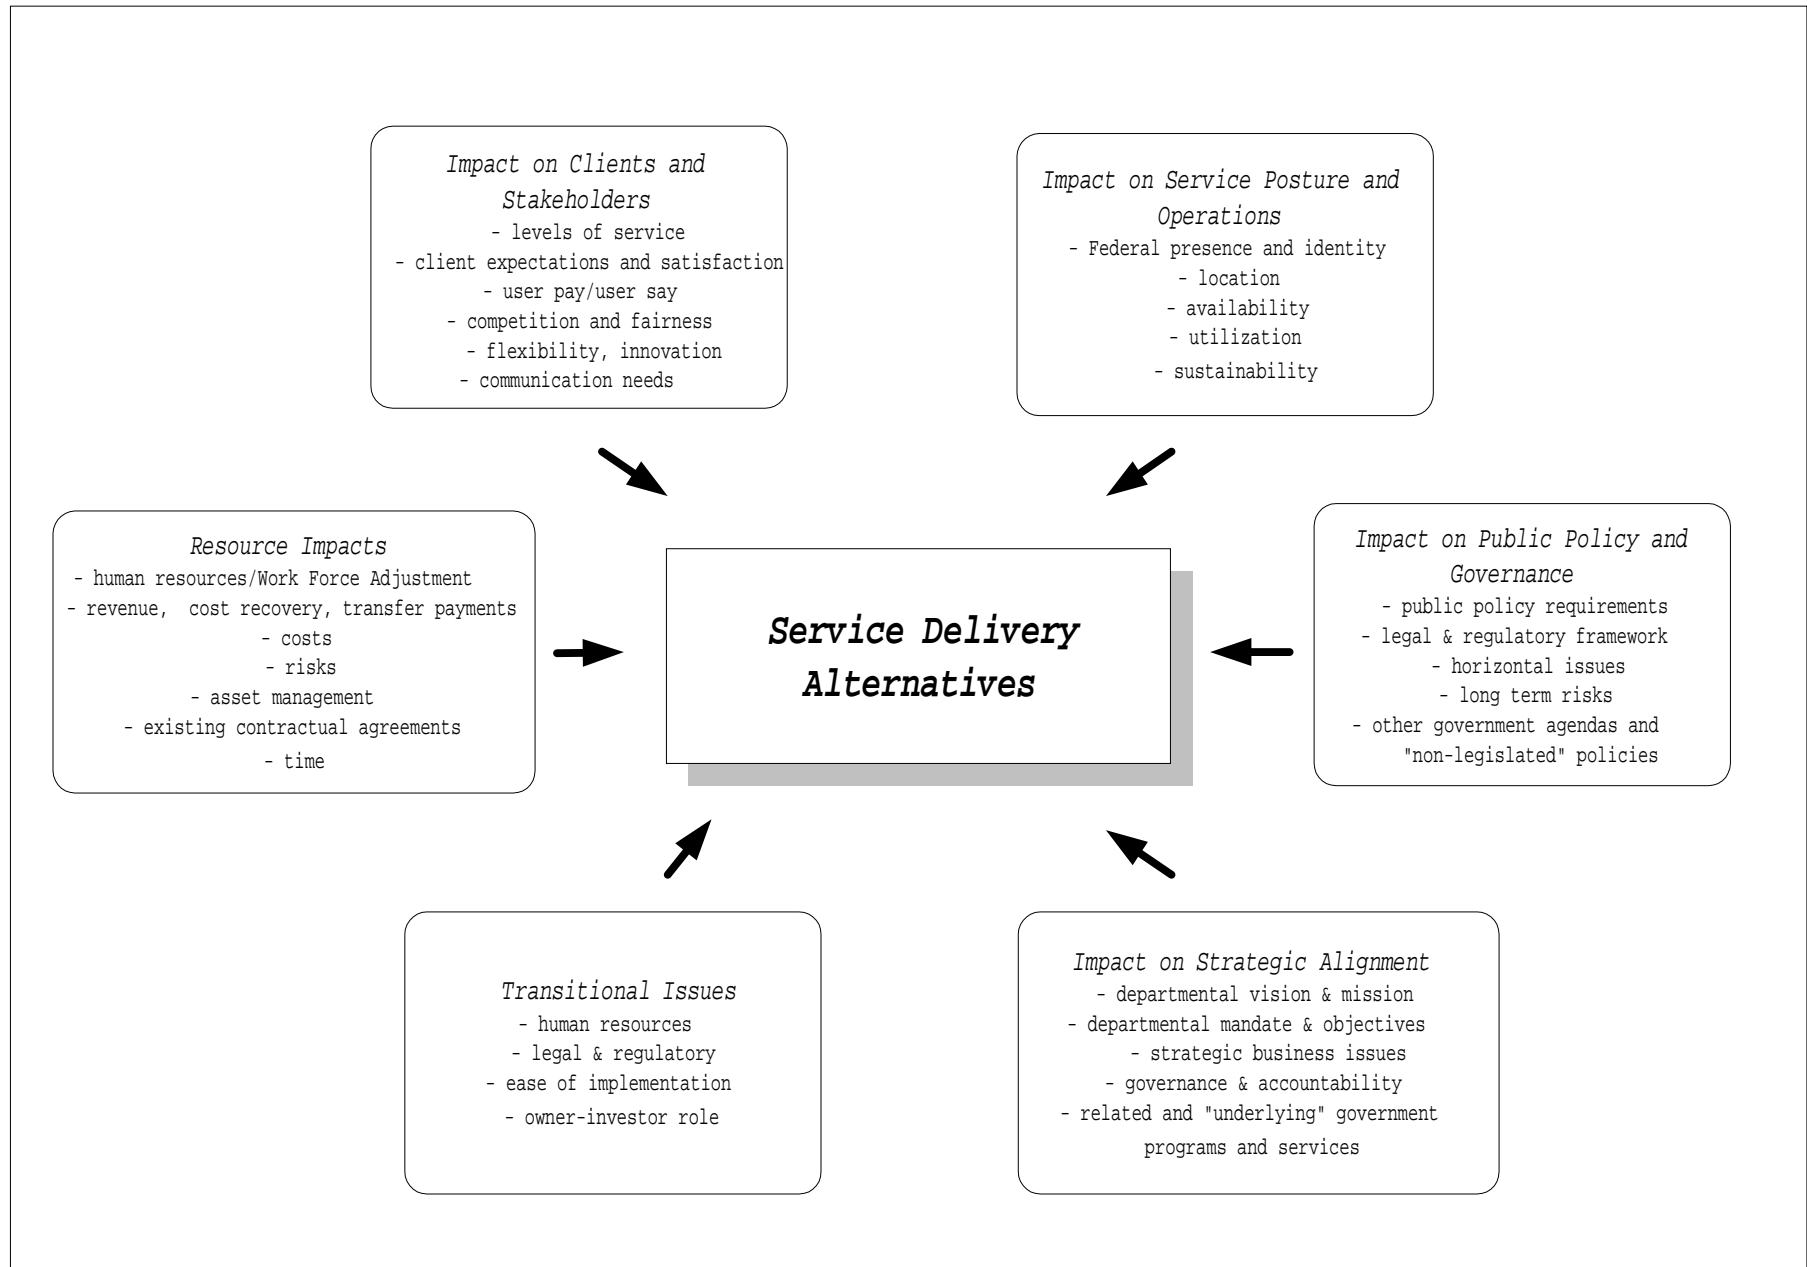 Impact on Clients and
Stakeholders
- levels of service
- client expectations and satisfaction
- user pay/user say
- competition and fairness
- flexibility, innovation
- communication needs
Impact on Service Posture and
Operations
- Federal presence and identity
- location
- availability
- utilization
- sustainability
Resource Impacts
- human resources/Work Force Adjustment
- revenue,  cost recovery, transfer payments
- costs
- risks
- asset management
- existing contractual agreements
- time
Service Delivery
Alternatives
Impact on Public Policy and
Governance
- public policy requirements
- legal & regulatory framework
- horizontal issues
- long term risks
- other government agendas and
"non-legislated" policies
Transitional Issues
- human resources
- legal & regulatory
- ease of implementation
- owner-investor role
Impact on Strategic Alignment
- departmental vision & mission
- departmental mandate & objectives
- strategic business issues
- governance & accountability
- related and "underlying" government
programs and services